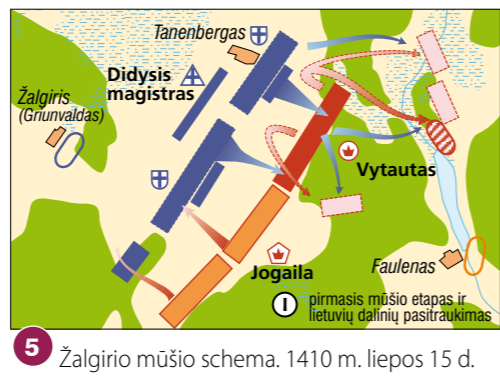 Tanenbergas
Didysis
magistras
Žalgiris
(Griunvaldas)
Vytautas
Jogaila
Faulenas
I
pirmasis mūšio etapas ir
lietuvių dalinių pasitraukimas
5
Žalgirio mūšio schema. 1410 m. liepos 15 d.